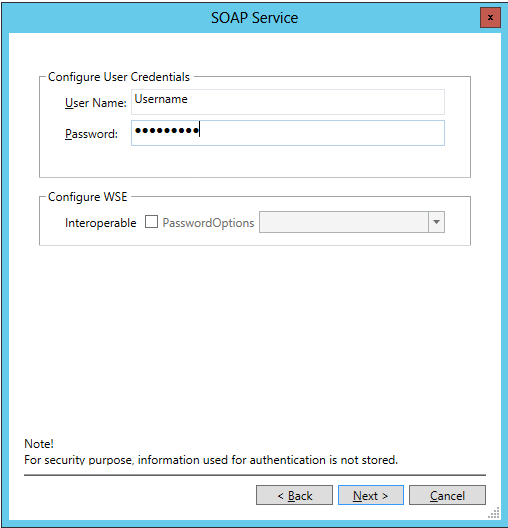 SOAP Service
x
Configure User Credentials
User Name: Username
Password: ●●●●●●●●●
Configure WSE
Interoperable PasswordOptions
Note!
For security purpose, information used for authentication is not stored.
< Back Next > Cancel